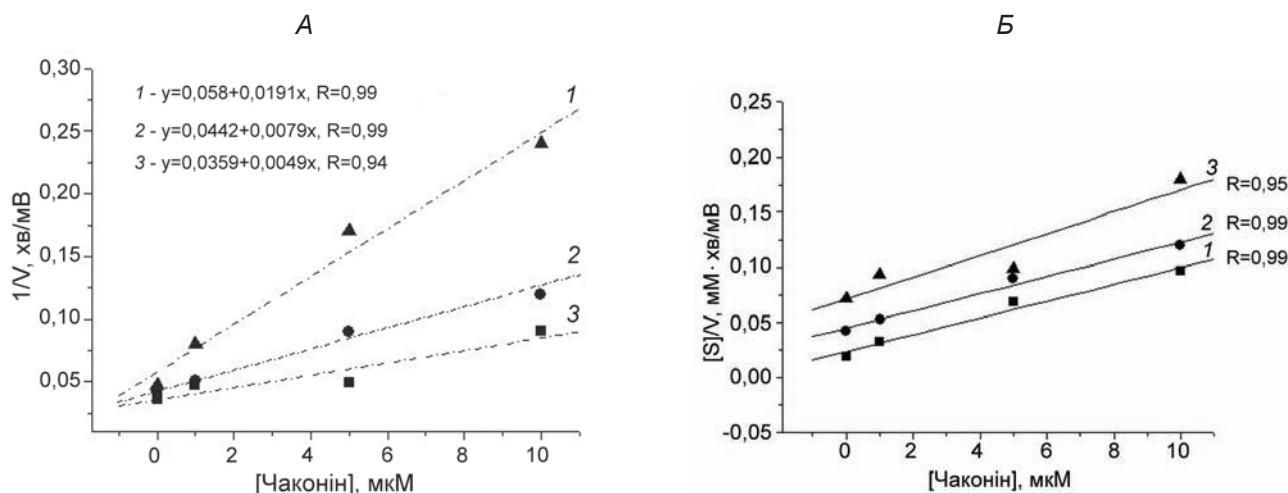 А
0,30
0,25
0,20
0,15
0,10
0,05
1/V, хв/мВ
1 - y=0,058+0,0191x, R=0,99
2 - y=0,0442+0,0079x, R=0,99
3 - y=0,0359+0,0049x, R=0,94
1
2
3
0 2 4 6 8 10
[Чаконін], мкМ
Б
0,25
0,20
0,15
0,10
0,05
0,00
-0,05
[S]/V, мМ· хв/мВ
3
R=0,95
2
R=0,99
1
R=0,99
0 2 4 6 8 10
[Чаконін], мкМ